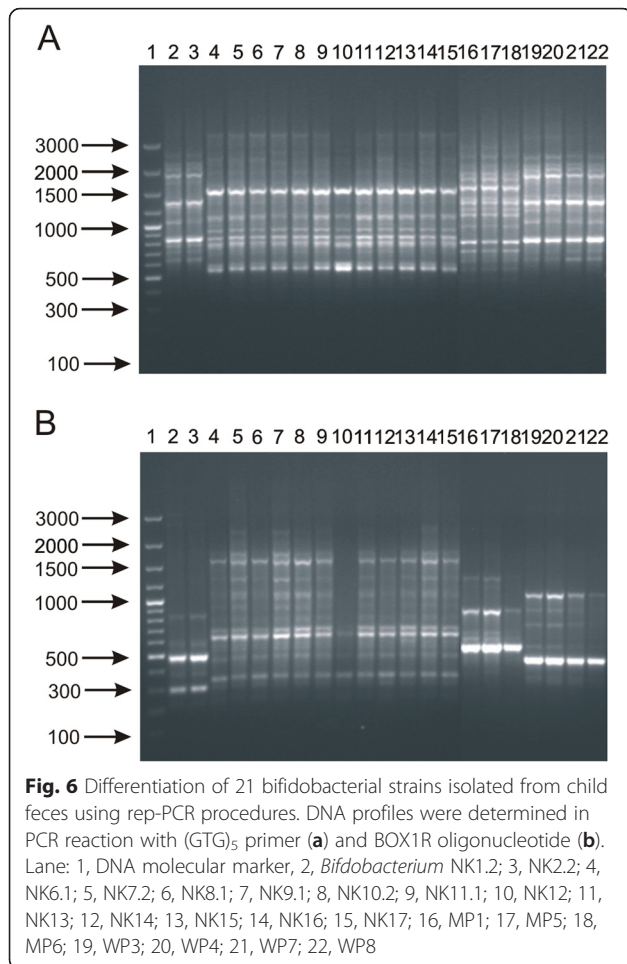 A
1 2 3 4 5 6 7 8 9 10 11 12 13 14 15 16 17 18 19 20 21 22
3000
2000
1500
1000
500
300
100
B
1 2 3 4 5 6 7 8 9 10 11 12 13 14 15 16 17 18 19 20 21 22
3000
2000
1500
1000
500
300
100
Fig. 6 Differentiation of 21 bifidobacterial strains isolated from child
feces using rep-PCR procedures. DNA profiles were determined in
PCR reaction with (GTG)₅ primer (a) and BOX1R oligonucleotide (b).
Lane: 1, DNA molecular marker, 2, Bifdobacterium NK1.2; 3, NK2.2; 4,
NK6.1; 5, NK7.2; 6, NK8.1; 7, NK9.1; 8, NK10.2; 9, NK11.1; 10, NK12; 11,
NK13; 12, NK14; 13, NK15; 14, NK16; 15, NK17; 16, MP1; 17, MP5; 18,
MP6; 19, WP3; 20, WP4; 21, WP7; 22, WP8